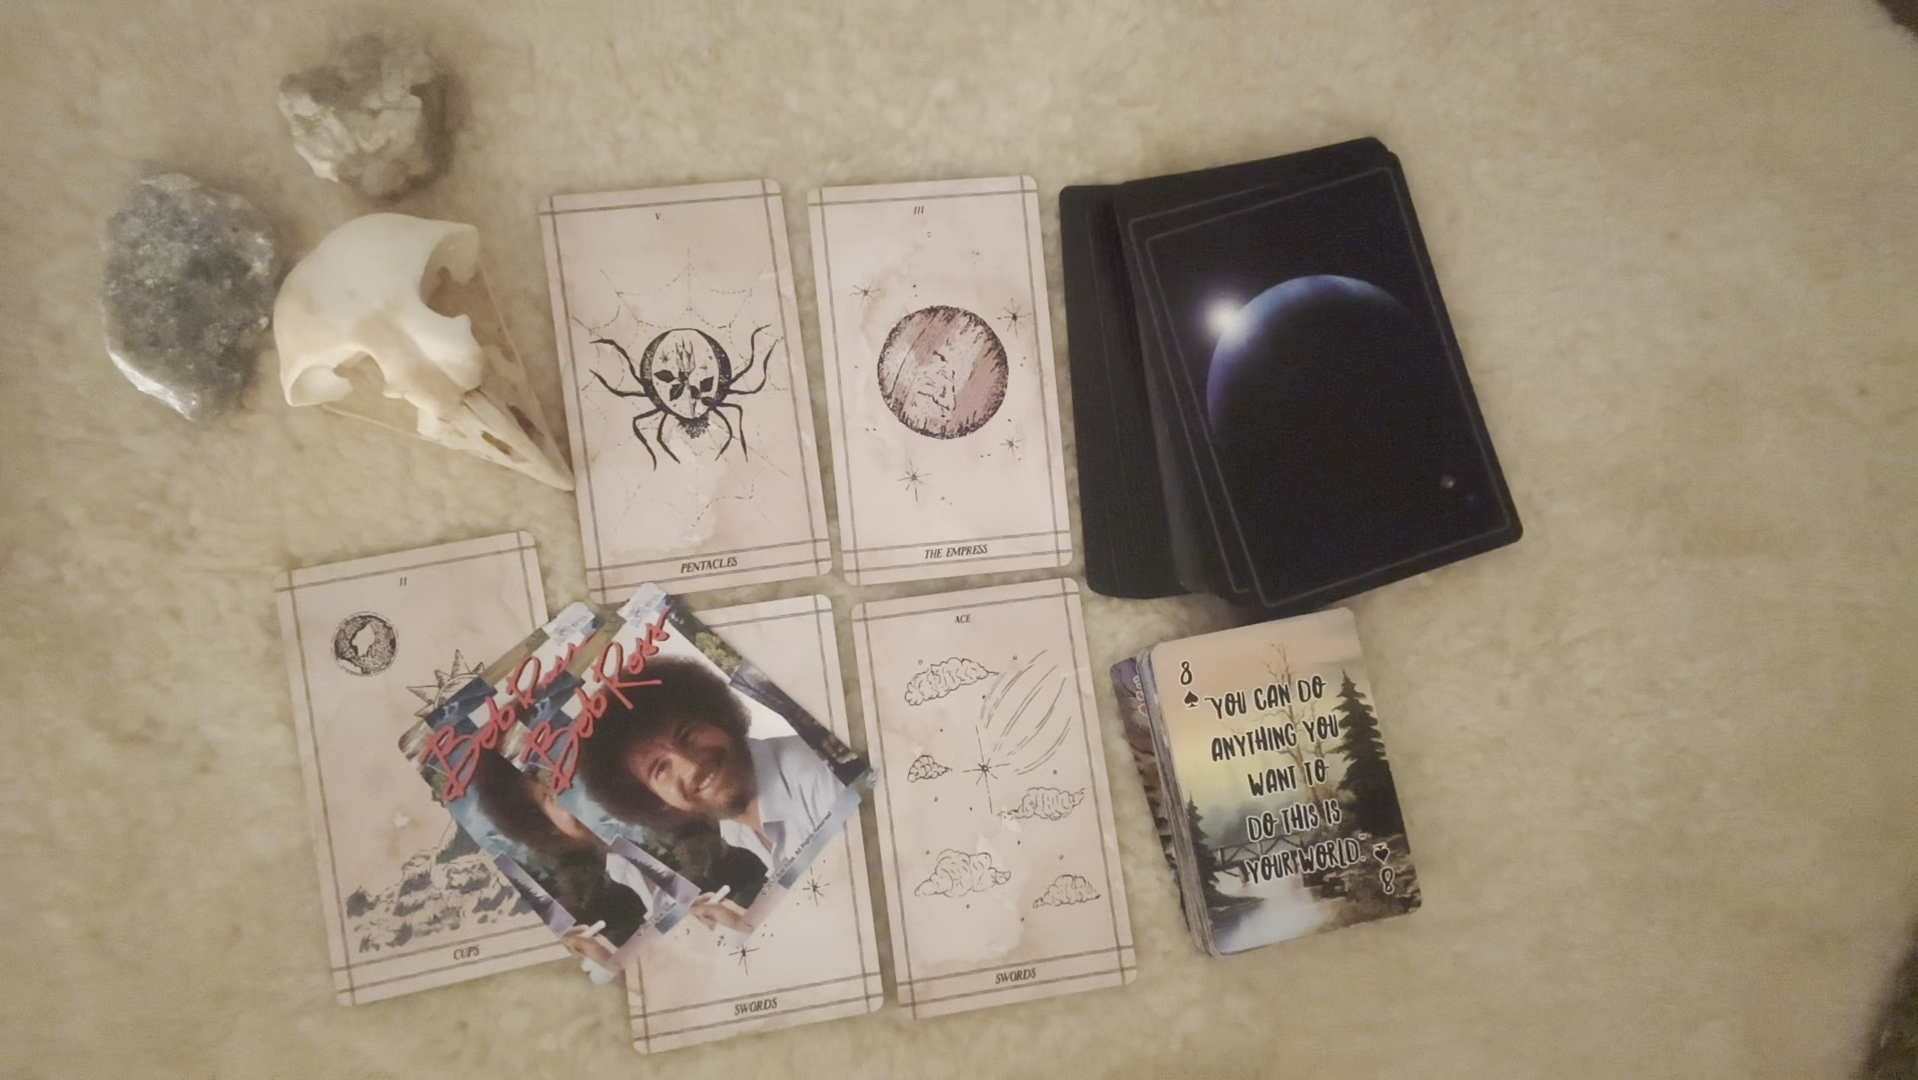 V
PENTACLES
III
THE EMPRESS
II
CUPS
Bob Ross
Bob Ross
SWORDS
ACE
SWORDS
8
"YOU CAN DO
ANYTHING YOU
WANT TO
DO THIS IS
YOUR WORLD."
8